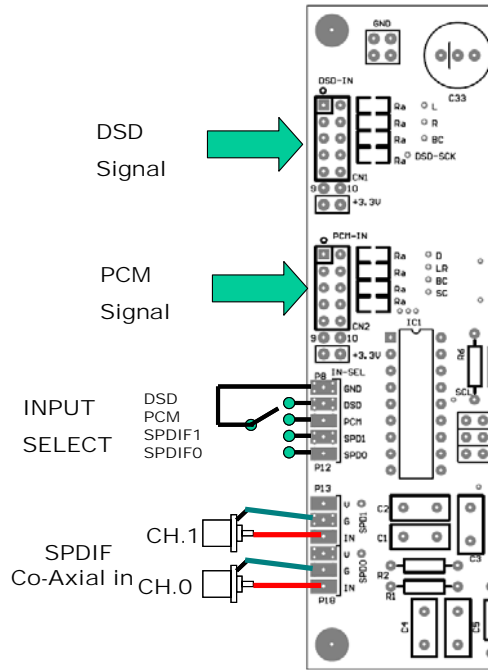 GND
C33
DSD-IN
DSD
Signal
Ra
L
Ra
R
Ra
BC
Ra
DSD-SCK
CN1
9
10
+3.3V
PCM-IN
PCM
Signal
Ra
D
Ra
LR
Ra
BC
Ra
SC
CN2
IC1
9
10
+3.3V
R6
P8
IN-SEL
GND
SCL
INPUT
SELECT
DSD
PCM
SPDIF1
SPDIF0
DSD
PCM
SPD1
SPD0
P12
P13
V
G
IN
SPD1
V
G
IN
SPD0
P18
SPDIF
Co-Axial in
CH.1
CH.0
C2
C1
C3
R2
R1
C4
C5